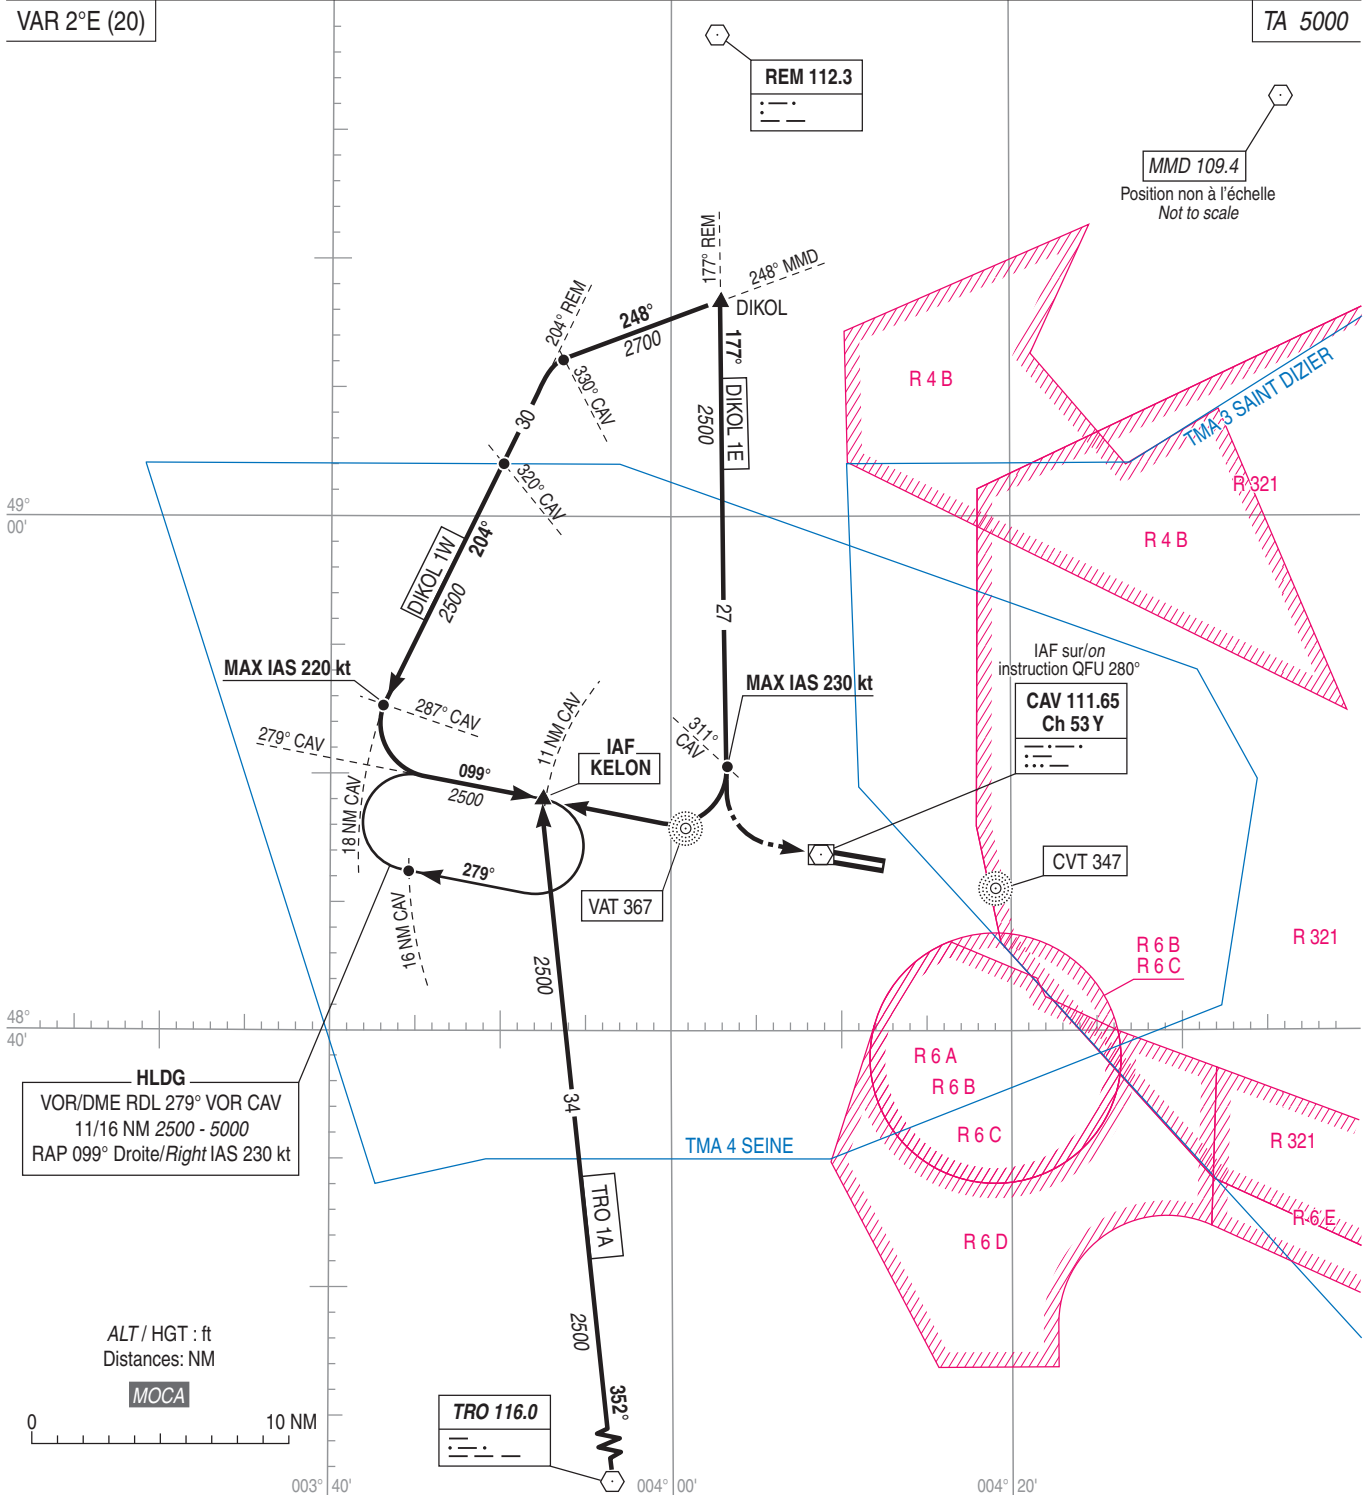 VAR 2°E (20)
TA 5000
REM 112.3
MMD 109.4
Position non à l'échelle
Not to scale
177° REM
248° MMD
DIKOL
204° REM
248°
2700
177°
330° CAV
DIKOL 1E
2500
30
R 4 B
TMA 3 SAINT DIZIER
320° CAV
R 321
49°
00'
204°
R 4 B
DIKOL 1W
2500
27
IAF sur/on
instruction QFU 280°
MAX IAS 220 kt
MAX IAS 230 kt
CAV 111.65
Ch 53 Y
287° CAV
11 NM CAV
311°
CAV
279° CAV
IAF
KELON
099°
2500
18 NM CAV
279°
CVT 347
VAT 367
16 NM CAV
R 6 B
R 6 C
R 321
2500
48°
40'
R 6 A
R 6 B
R 6 C
HLDG
VOR/DME RDL 279° VOR CAV
11/16 NM 2500 - 5000
RAP 099° Droite/Right IAS 230 kt
34
TMA 4 SEINE
R 321
TRO 1A
R 6 E
R 6 D
2500
ALT / HGT : ft
Distances: NM
MOCA
0
10 NM
352°
TRO 116.0
003° 40'
004° 00'
004° 20'